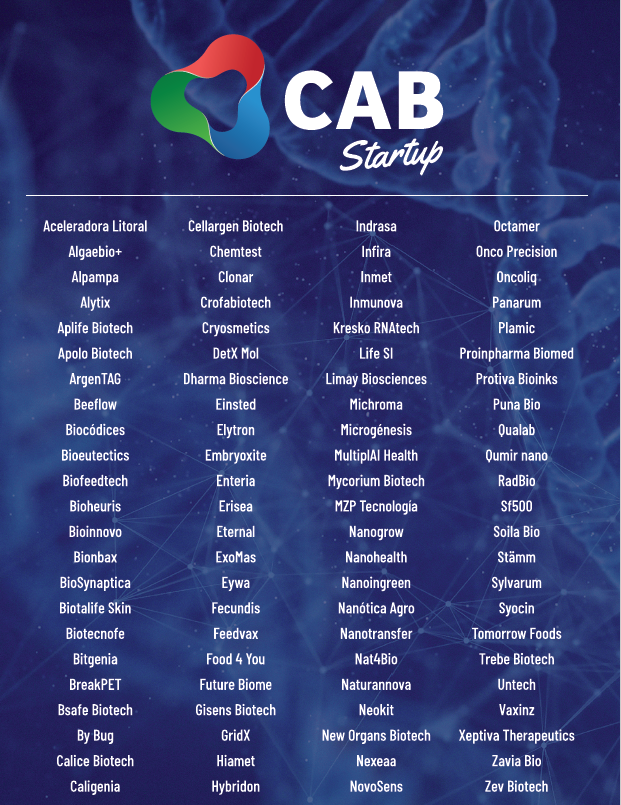 CAB
Startup
Aceleradora Litoral
Algaebio+
Alpampa
Alytix
Aplife Biotech
Apolo Biotech
ArgenTAG
Beeflow
Biocódices
Bioeutectics
Biofeedtech
Bioheuris
Bioinnovo
Bionbax
BioSynaptica
Biotalife Skin
Biotecnofe
Bitgenia
BreakPET
Bsafe Biotech
By Bug
Calice Biotech
Caligenia
Cellargen Biotech
Chemtest
Clonar
Crofabiotech
Cryosmetics
DetX Mol
Dharma Bioscience
Einsted
Elytron
Embryoxite
Enteria
Erisea
Eternal
ExoMas
Eywa
Fecundis
Feedvax
Food 4 You
Future Biome
Gisens Biotech
GridX
Hiamet
Hybridon
Indrasa
Infira
Inmet
Inmunova
Kresko RNAtech
Life SI
Limay Biosciences
Michroma
Microgénesis
MultiplAI Health
Mycorium Biotech
MZP Tecnología
Nanogrow
Nanohealth
Nanoingreen
Nanótica Agro
Nanotransfer
Nat4Bio
Naturannova
Neokit
New Organs Biotech
Nexeaa
NovoSens
Octamer
Onco Precision
Oncoliq
Panarum
Plamic
Proinpharma Biomed
Protiva Bioinks
Puna Bio
Qualab
Qumir nano
RadBio
Sf500
Soila Bio
Stämm
Sylvarum
Syocin
Tomorrow Foods
Trebe Biotech
Untech
Vaxinz
Xeptiva Therapeutics
Zavia Bio
Zev Biotech